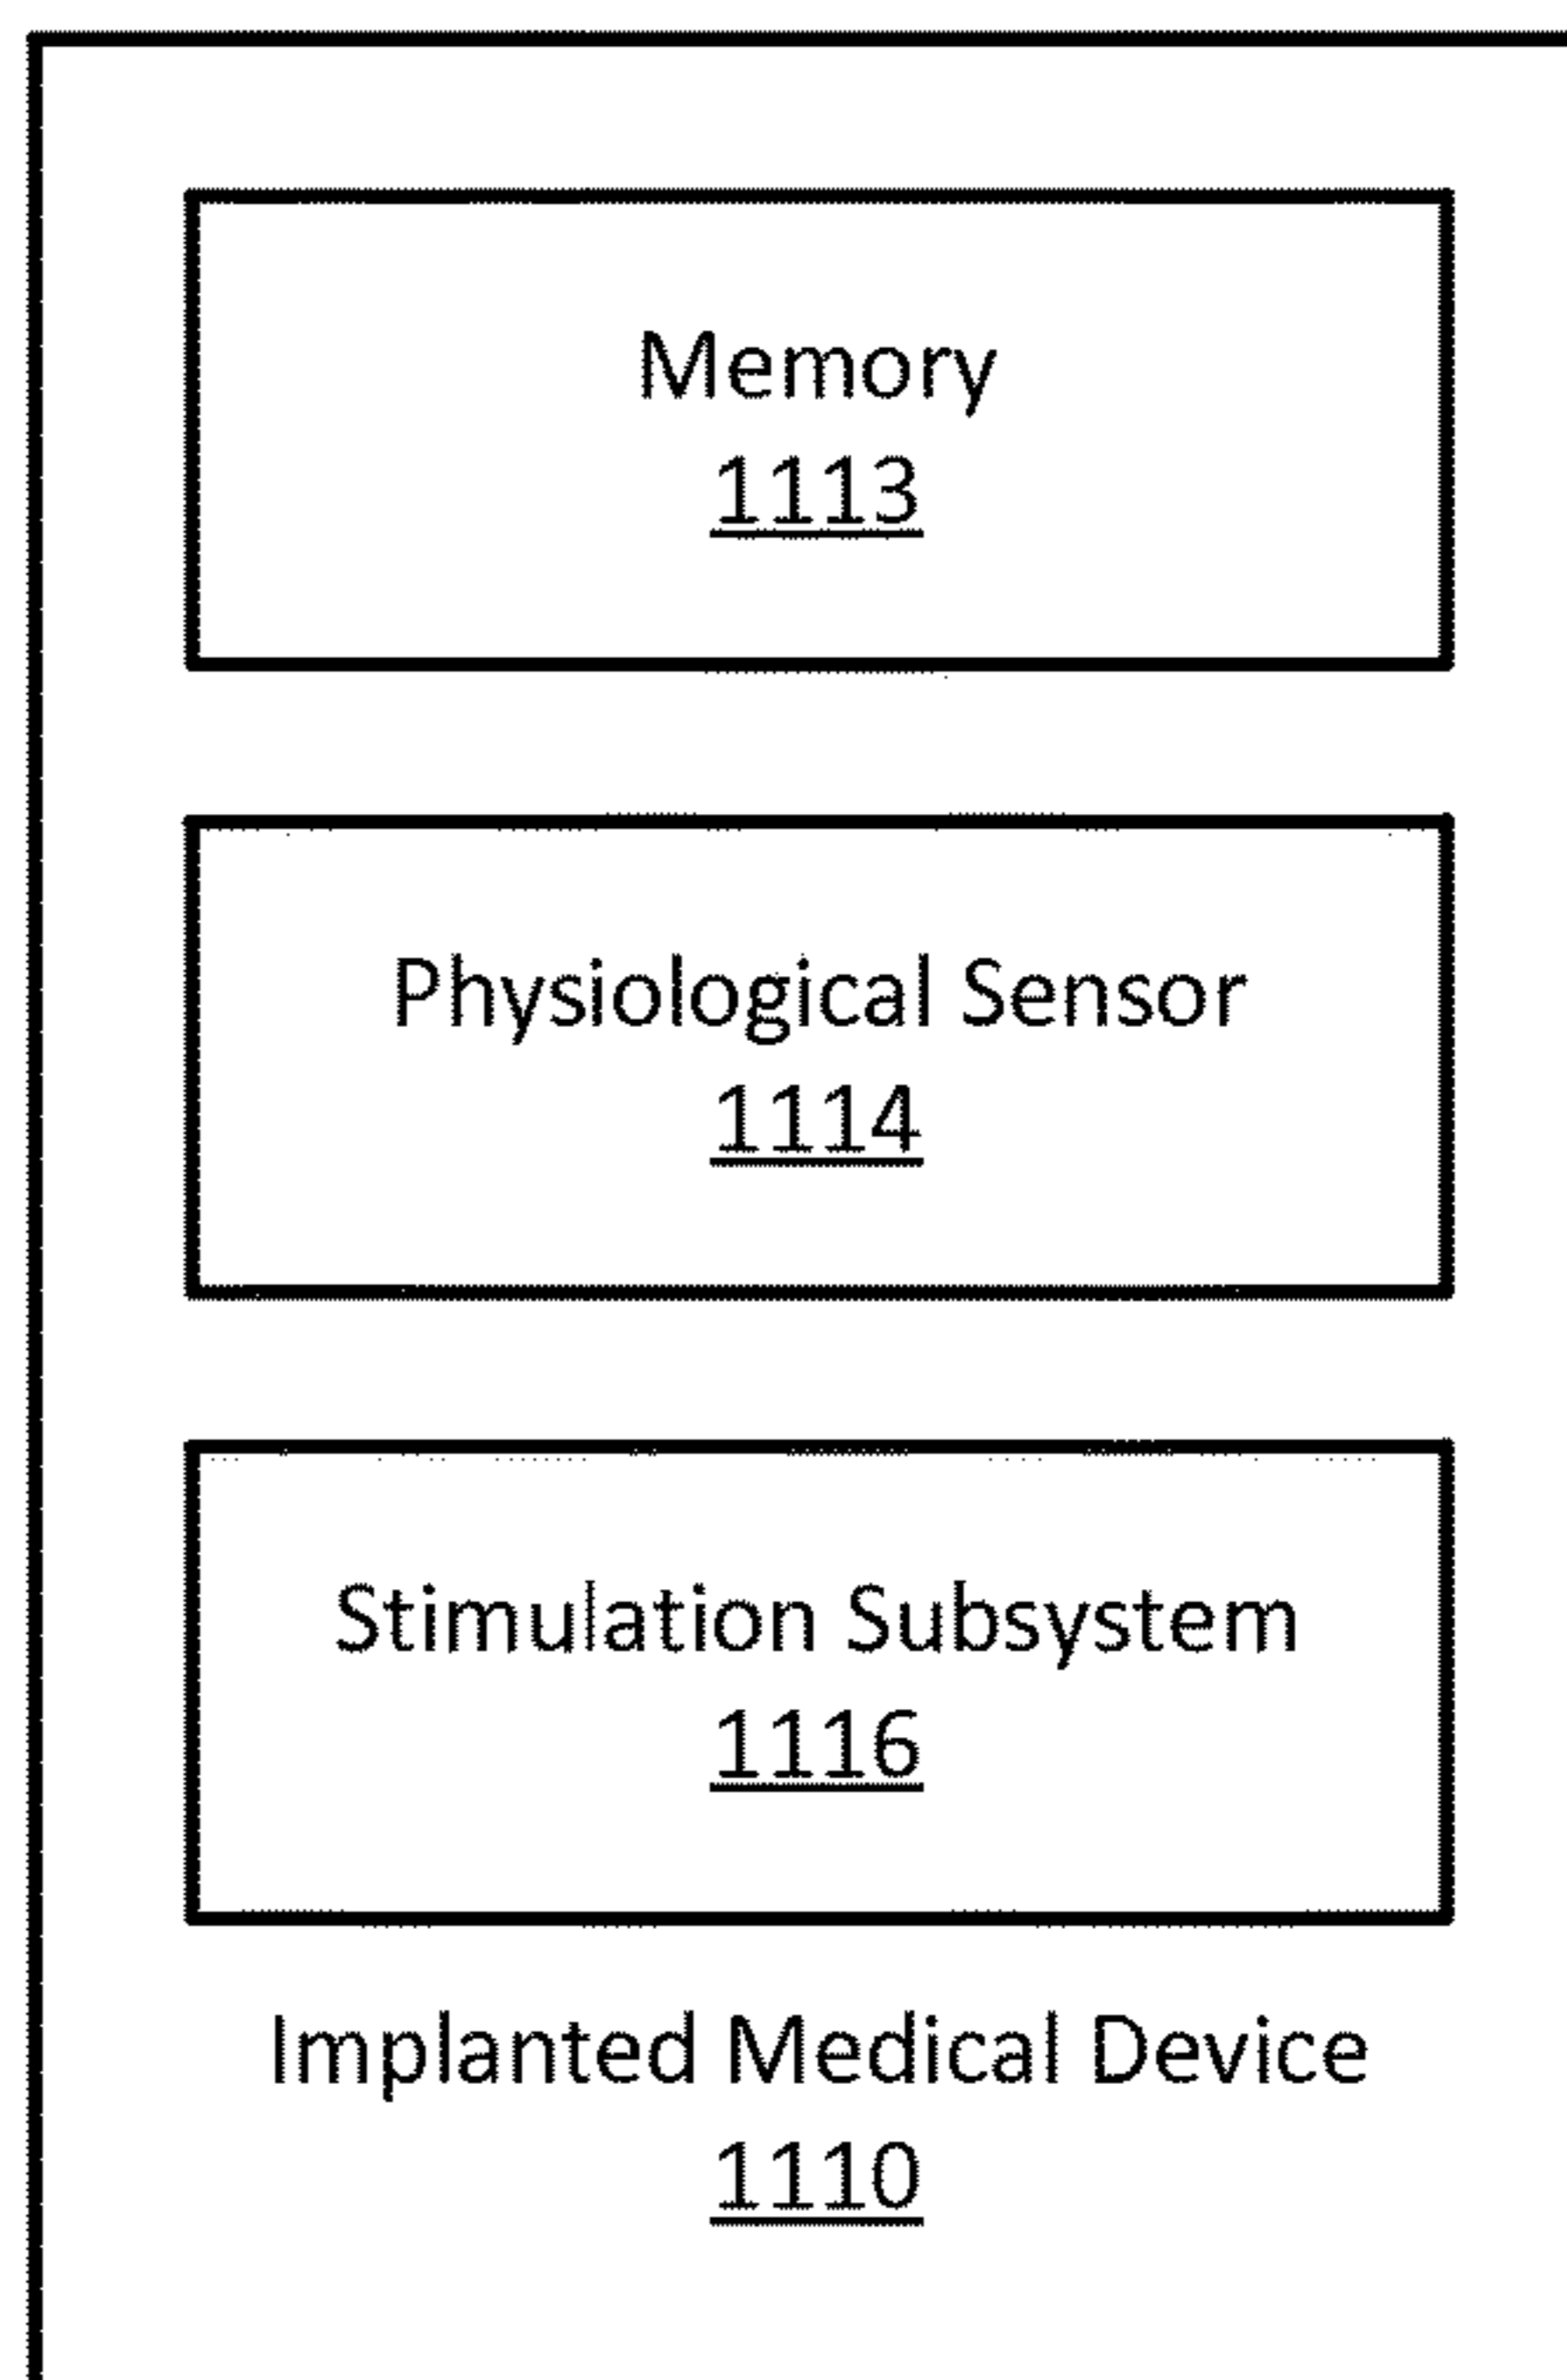 Memory
1113
Physiological Sensor
1114
Stimulation Subsystem
1116
Implanted Medical Device
1110